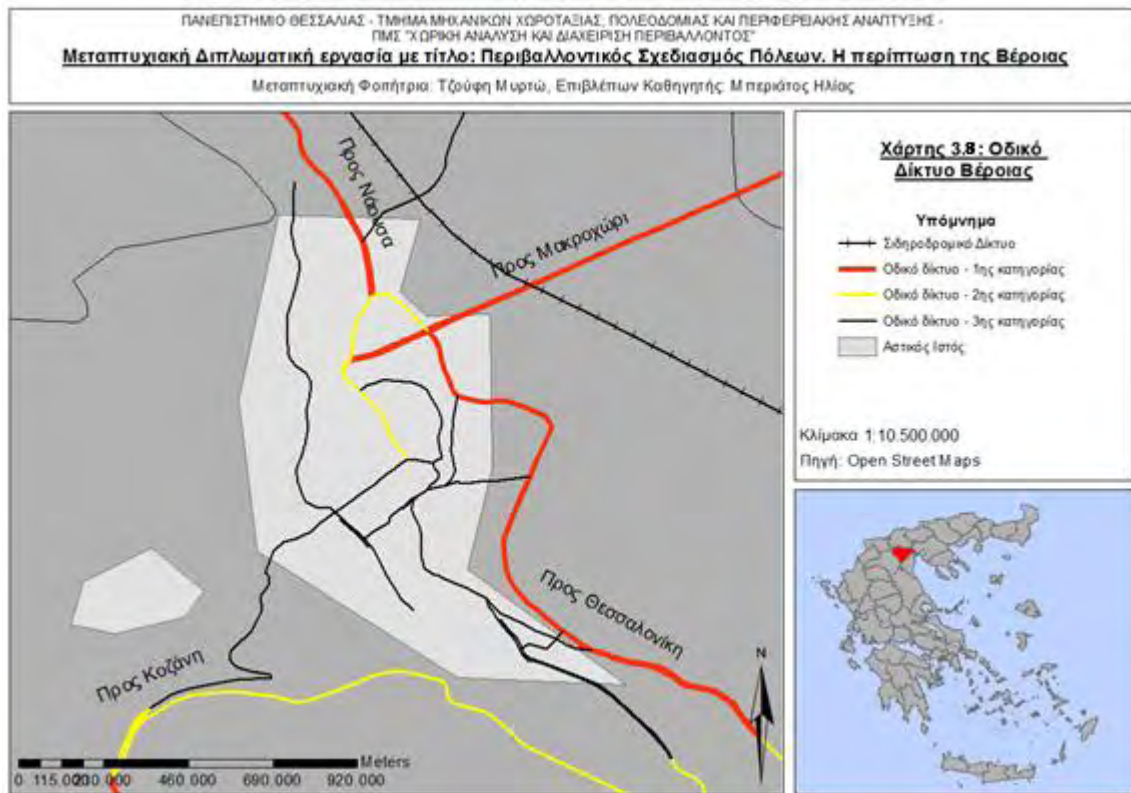 ΠΑΝΕΠΙΣΤΗΜΙΟ ΘΕΣΣΑΛΙΑΣ - ΤΜΗΜΑ ΜΗΧΑΝΙΚΩΝ ΧΩΡΟΤΑΞΙΑΣ, ΠΟΛΕΟΔΟΜΙΑΣ ΚΑΙ ΠΕΡΙΦΕΡΕΙΑΚΗΣ ΑΝΑΠΤΥΞΗΣ -
ΠΜΣ "ΧΩΡΙΚΗ ΑΝΑΛΥΣΗ ΚΑΙ ΔΙΑΧΕΙΡΙΣΗ ΠΕΡΙΒΑΛΛΟΝΤΟΣ"
Μεταπτυχιακή Διπλωματική εργασία με τίτλο: Περιβαλλοντικός Σχεδιασμός Πόλεων. Η περίπτωση της Βέροιας
Μεταπτυχιακή Φοιτήτρια: Τζούφη Μυρτώ, Επιβλέπων Καθηγητής: Μπεριάτος Ηλίας
Προς Νάουσα
Προς Μακροχώρι
Προς Θεσσαλονίκη
Προς Κοζάνη
N
Meters
0 115.000 230.000 460.000 690.000 920.000
Χάρτης 3.8: Οδικό
Δίκτυο Βέροιας
Υπόμνημα
Σιδηροδρομικό Δίκτυο
Οδικό δίκτυο - 1ης κατηγορίας
Οδικό δίκτυο - 2ης κατηγορίας
Οδικό δίκτυο - 3ης κατηγορίας
Αστικός Ιστός
Κλίμακα 1:10.500.000
Πηγή: Open Street Maps